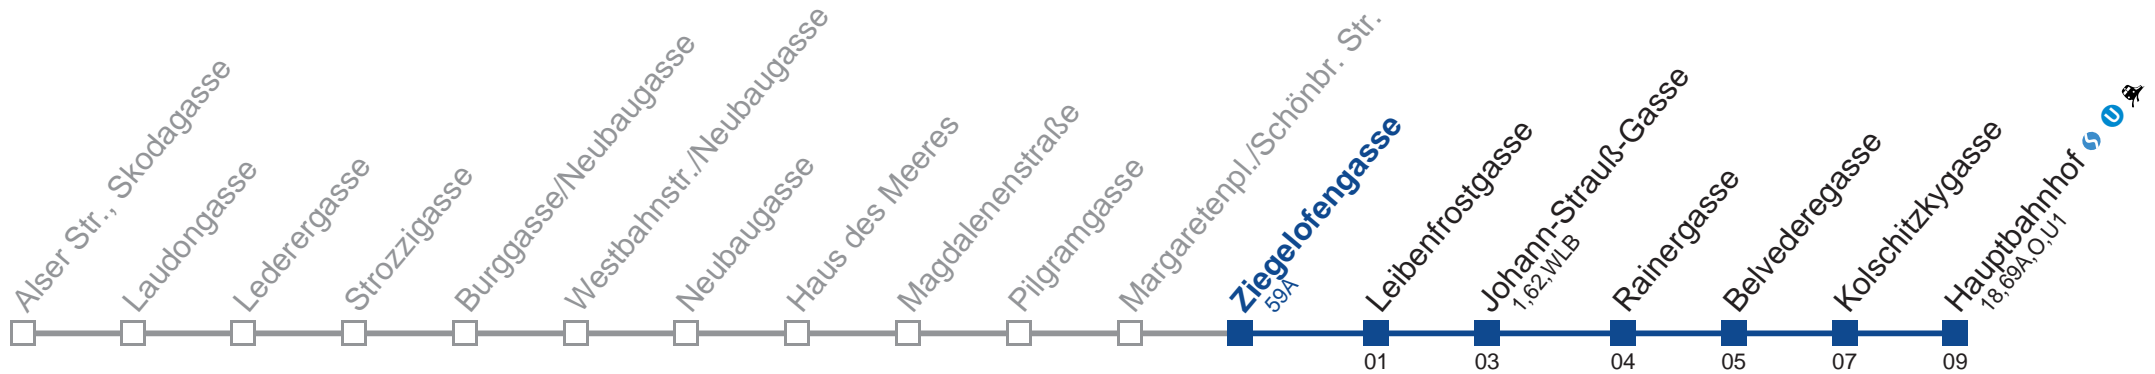 Alser Str., Skodagasse
Laudongasse
Lederergasse
Strozzigasse
Burggasse/Neubaugasse
Westbahnstr./Neubaugasse
Neubaugasse
Haus des Meeres
Magdalenenstraße
Pilgramgasse
Margaretenpl./Schönbr. Str.
Ziegelofengasse
59A
Leibenfrostgasse
01
Johann-Strauß-Gasse
1,62,WLB
03
Rainergasse
04
Belvederegasse
05
Kolschitzkygasse
07
Hauptbahnhof
U
18,69A,O,U1
09